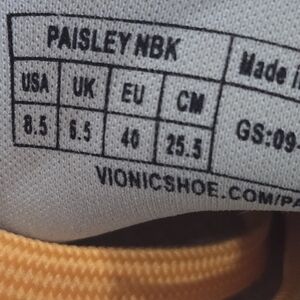 PAISLEY NBK
USA UK EU CM
8.5 6.5 40 25.5
Made i
GS:09-
VIONICSHOE.COM/PA